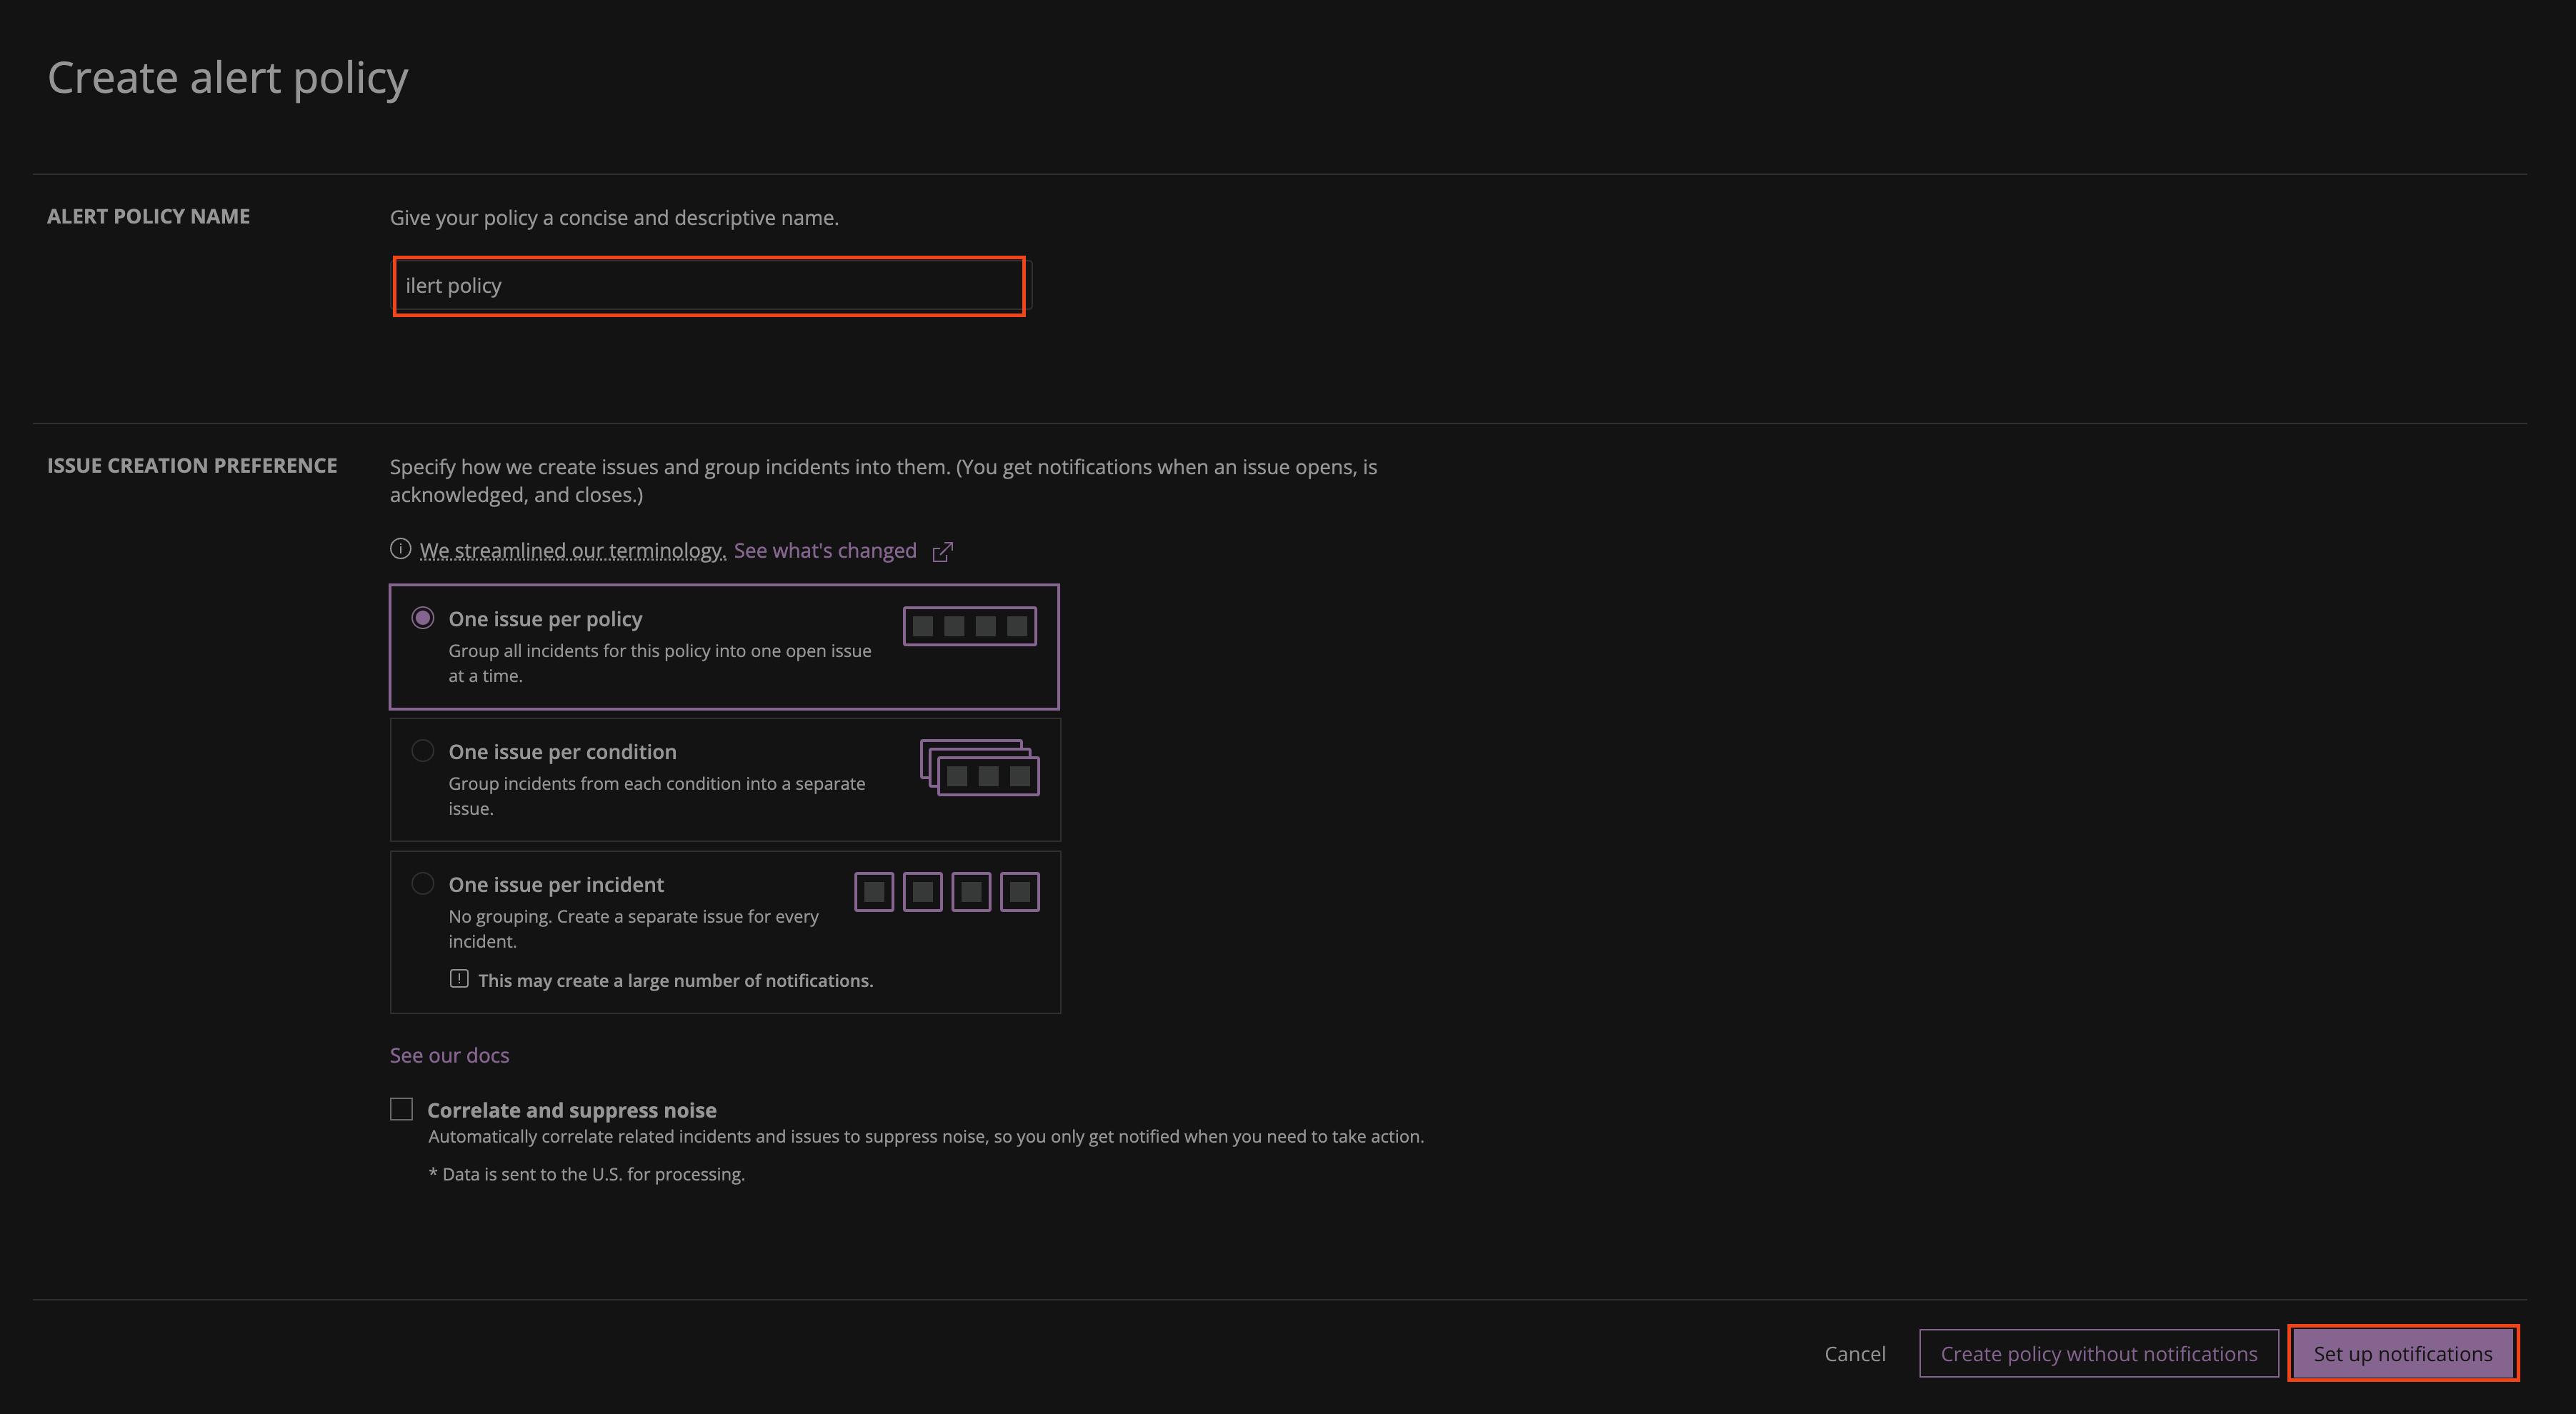 Create alert policy
ALERT POLICY NAME
Give your policy a concise and descriptive name.
ilert policy
ISSUE CREATION PREFERENCE
Specify how we create issues and group incidents into them. (You get notifications when an issue opens, is
acknowledged, and closes.)
We streamlined our terminology. See what's changed
One issue per policy
Group all incidents for this policy into one open issue
at a time.
One issue per condition
Group incidents from each condition into a separate
issue.
One issue per incident
No grouping. Create a separate issue for every
incident.
This may create a large number of notifications.
See our docs
Correlate and suppress noise
Automatically correlate related incidents and issues to suppress noise, so you only get notified when you need to take action.
* Data is sent to the U.S. for processing.
Cancel
Create policy without notifications
Set up notifications